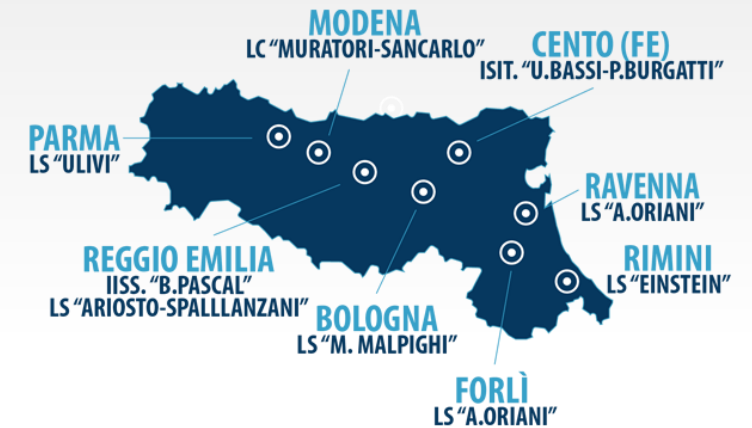 MODENA
LC “MURATORI-SANCARLO”
CENTO (FE)
ISIT. “U.BASSI-P.BURGATTI”
PARMA
LS “ULIVI”
RAVENNA
LS “A.ORIANI”
REGGIO EMILIA
IISS. “B.PASCAL”
LS “ARIOSTO-SPALLLANZANI”
RIMINI
LS “EINSTEIN”
BOLOGNA
LS “M. MALPIGHI”
FORLÌ
LS “A.ORIANI”